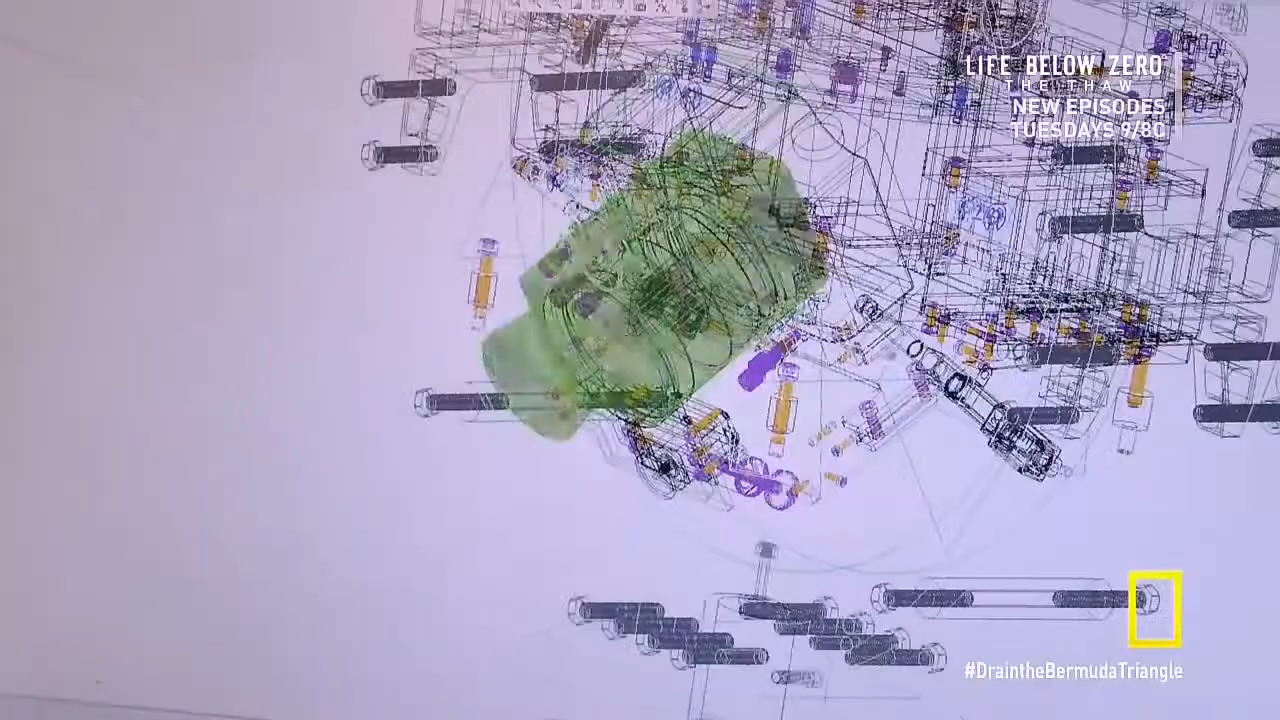 LIFE BELOW ZERO
THE THAW
NEW EPISODES
TUESDAYS 9/8C
#DraintheBermudaTriangle